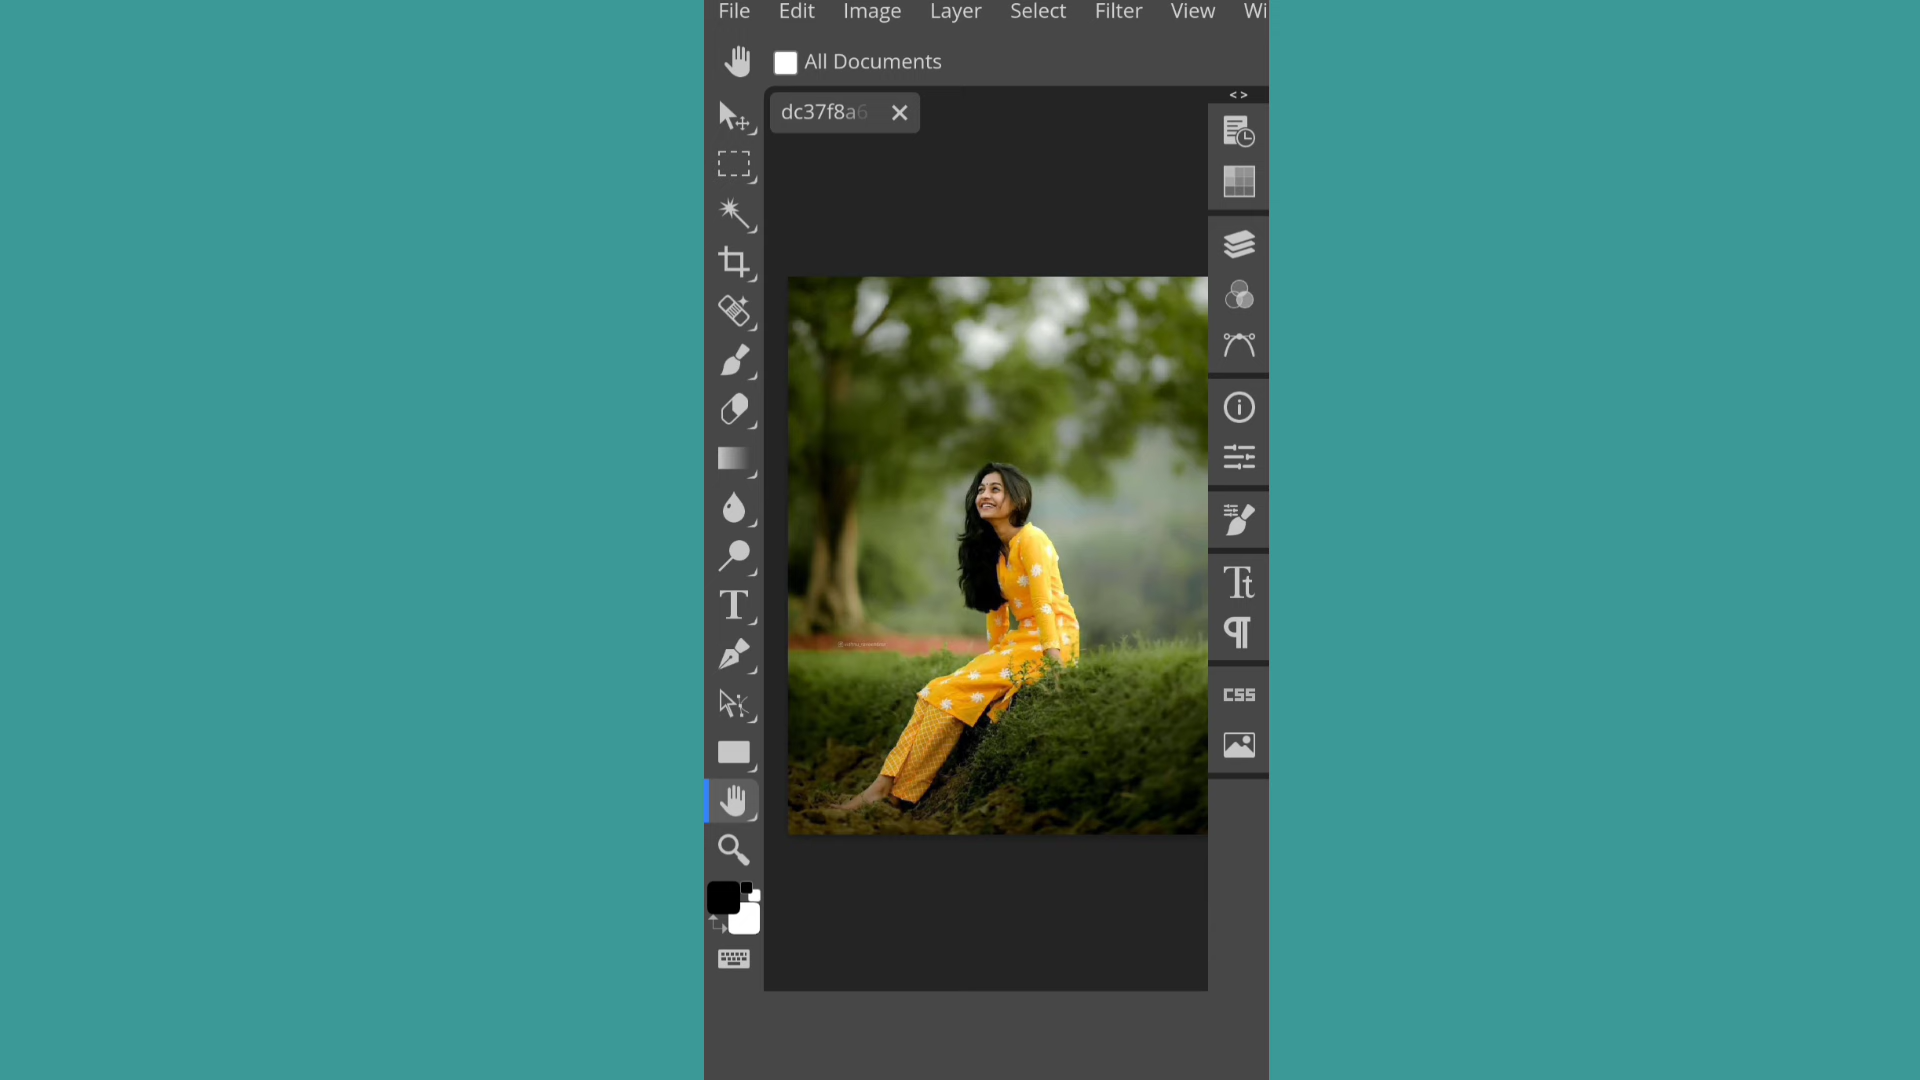 File Edit Image Layer Select Filter View Wi
All Documents
dc37f8a6
CSS